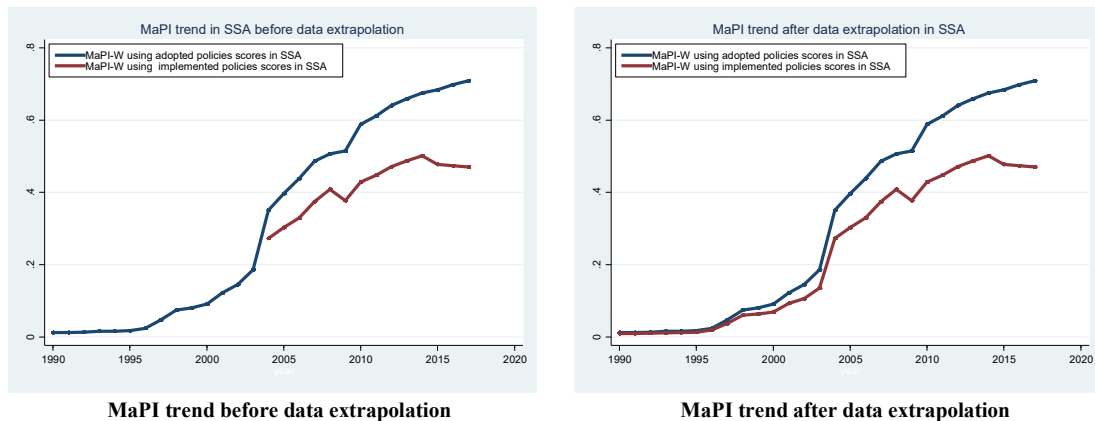 MaPI trend in SSA before data extrapolation
MaPI-W using adopted policies scores in SSA
MaPI-W using implemented policies scores in SSA
.8
.6
.4
.2
0
1990 1995 2000 2005 2010 2015 2020
year
MaPI trend before data extrapolation
MaPI trend after data extrapolation in SSA
MaPI-W using adopted policies scores in SSA
MaPI-W using implemented policies scores in SSA
.8
.6
.4
.2
0
1990 1995 2000 2005 2010 2015 2020
year
MaPI trend after data extrapolation